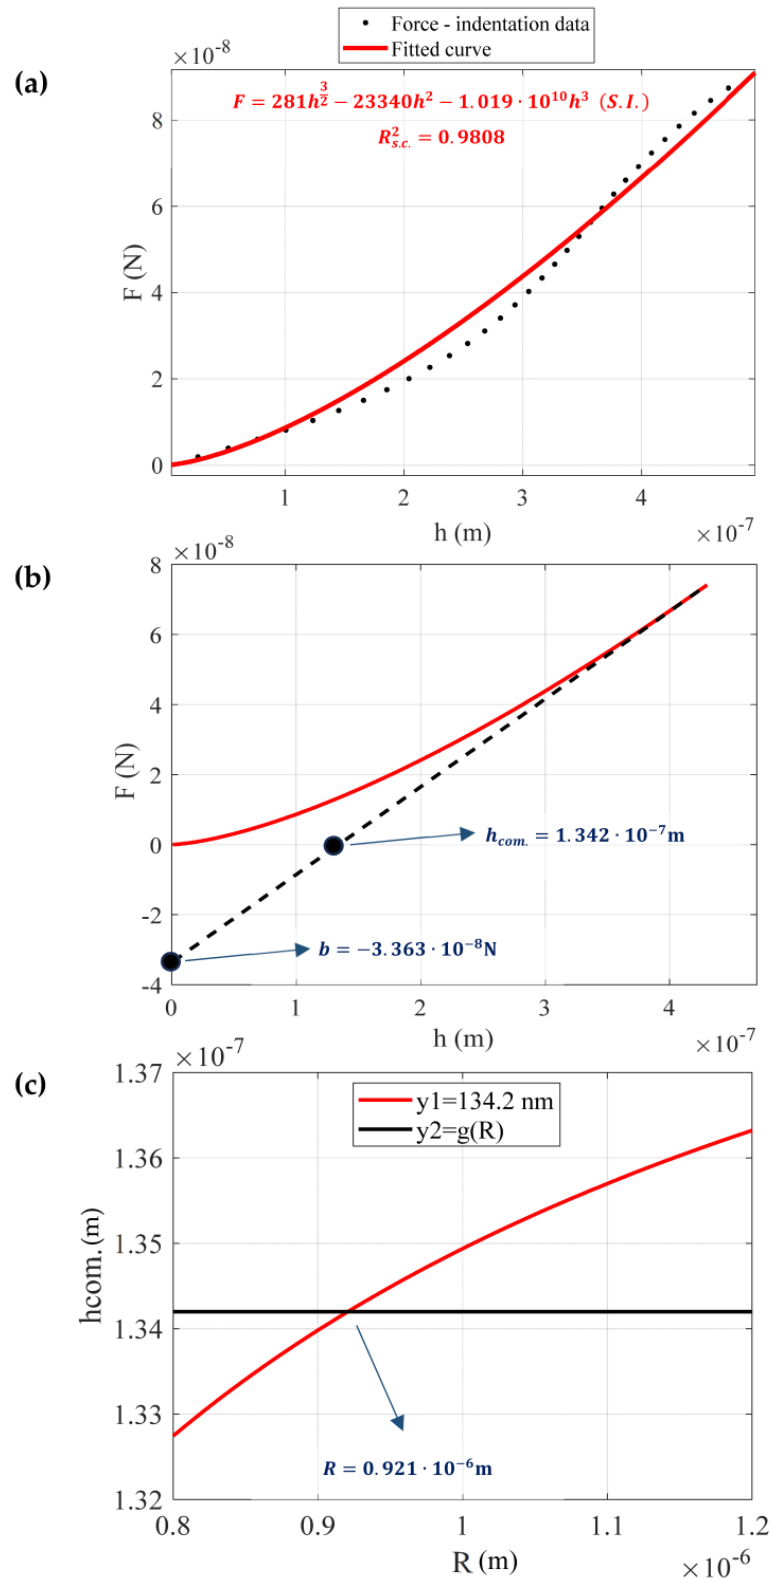 Force - indentation data
Fitted curve
×10⁻⁸
(a)
F = 281h^{3/2} − 23340h² − 1.019 · 10¹⁰h³ (S.I.)
R²_{s.c.} = 0.9808
8
6
4
2
0
F (N)
1
2
3
4
h (m)
×10⁻⁷
×10⁻⁸
(b)
8
6
4
2
0
-2
-4
F (N)
h_{com.} = 1.342 · 10⁻⁷m
b = −3.363 · 10⁻⁸N
0
1
2
3
4
h (m)
×10⁻⁷
×10⁻⁷
(c)
1.37
1.36
1.35
1.34
1.33
1.32
hcom.(m)
y1=134.2 nm
y2=g(R)
R = 0.921 · 10⁻⁶m
0.8
0.9
1
1.1
1.2
R (m)
×10⁻⁶